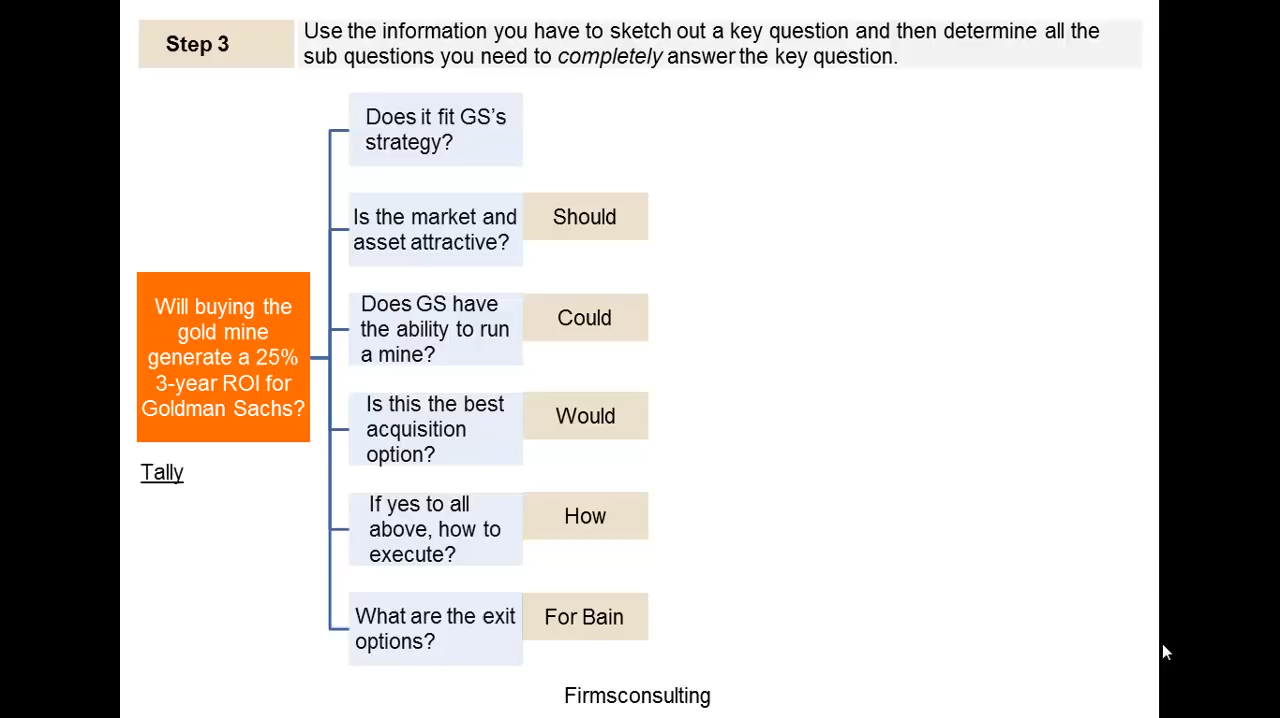 Step 3
Use the information you have to sketch out a key question and then determine all the
sub questions you need to completely answer the key question.
Does it fit GS's
strategy?
Is the market and
asset attractive?
Should
Will buying the
gold mine
generate a 25%
3-year ROI for
Goldman Sachs?
Does GS have
the ability to run
a mine?
Could
Is this the best
acquisition
option?
Would
Tally
If yes to all
above, how to
execute?
How
What are the exit
options?
For Bain
Firmsconsulting